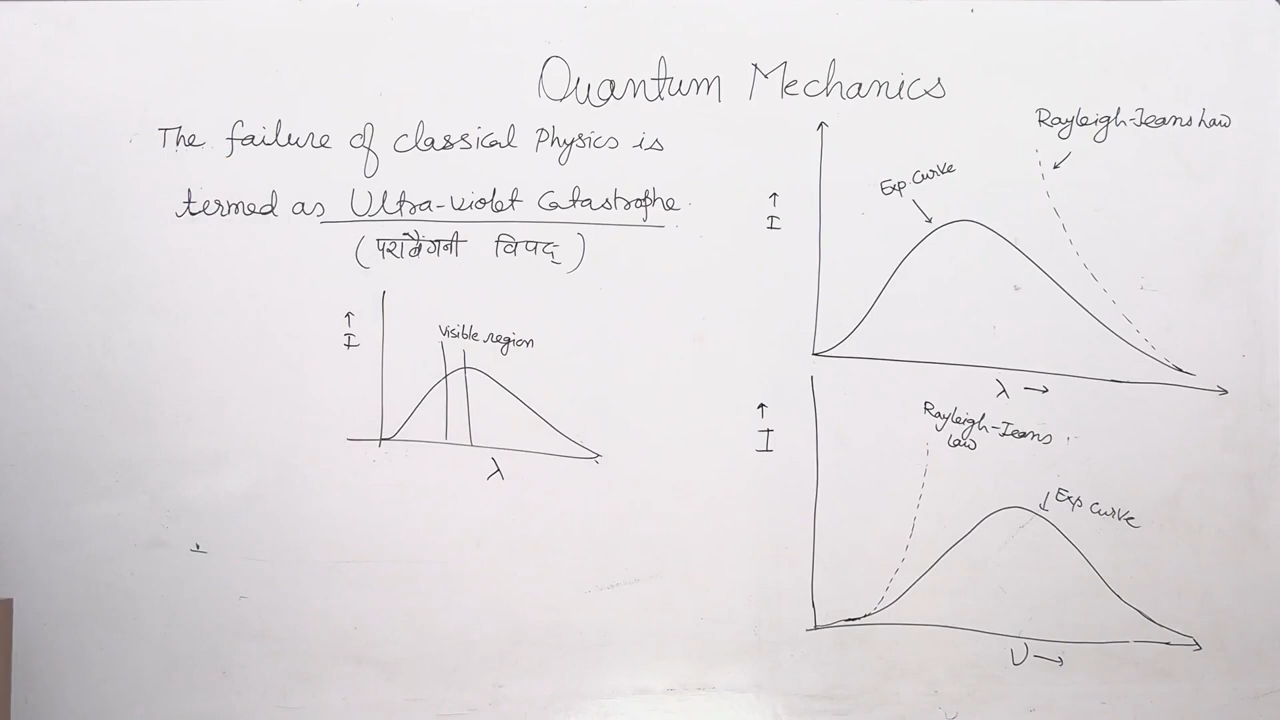 Quantum Mechanics
The failure of classical Physics is
termed as Ultra-violet Catastrophe.
(पराबैंगनी विपद्)
↑
I
Visible region
λ
Rayleigh-Jeans Law
Exp. Curve
↑
I
λ →
↑
I
Rayleigh-Jeans
Law
Exp Curve
ν →